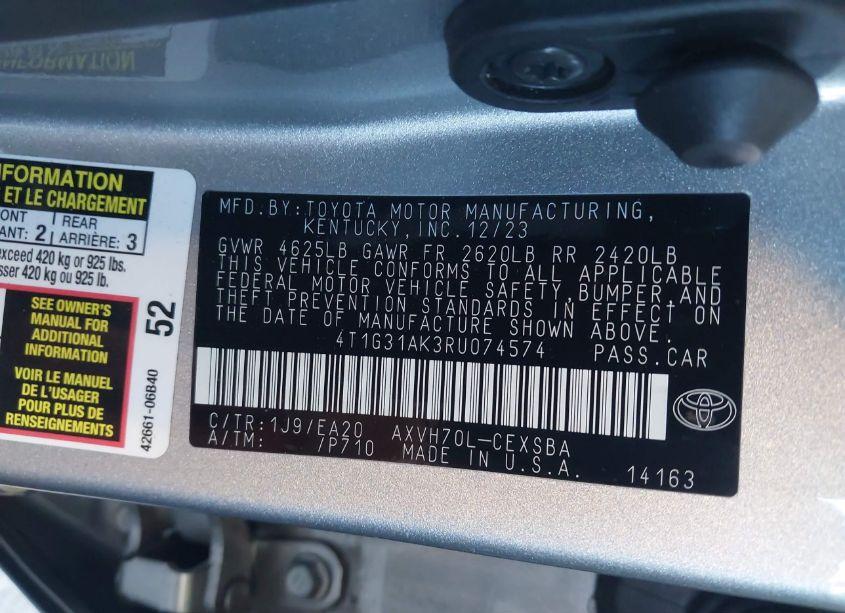 INFORMATION
NFORMATION
ET LE CHARGEMENT
ONT
ANT: 2
REAR
ARRIÈRE: 3
exceed 420 kg or 925 lbs.
sser 420 kg ou 925 lb.
SEE OWNER'S
MANUAL FOR
ADDITIONAL
INFORMATION
VOIR LE MANUEL
DE L'USAGER
POUR PLUS DE
RENSEIGNEMENTS
52
42661-06B40
MFD.BY:TOYOTA MOTOR MANUFACTURING,
KENTUCKY,INC.12/23
GVWR 4625LB GAWR FR 2620LB RR 2420LB
THIS VEHICLE CONFORMS TO ALL APPLICABLE
FEDERAL MOTOR VEHICLE SAFETY,BUMPER,AND
THEFT PREVENTION STANDARDS IN EFFECT ON
THE DATE OF MANUFACTURE SHOWN ABOVE.
4T1G31AK3RU074574 PASS.CAR
C/TR:1J9/EA20 AXVH70L-CEXSBA
A/TM: 7P710 MADE IN U.S.A.
14163